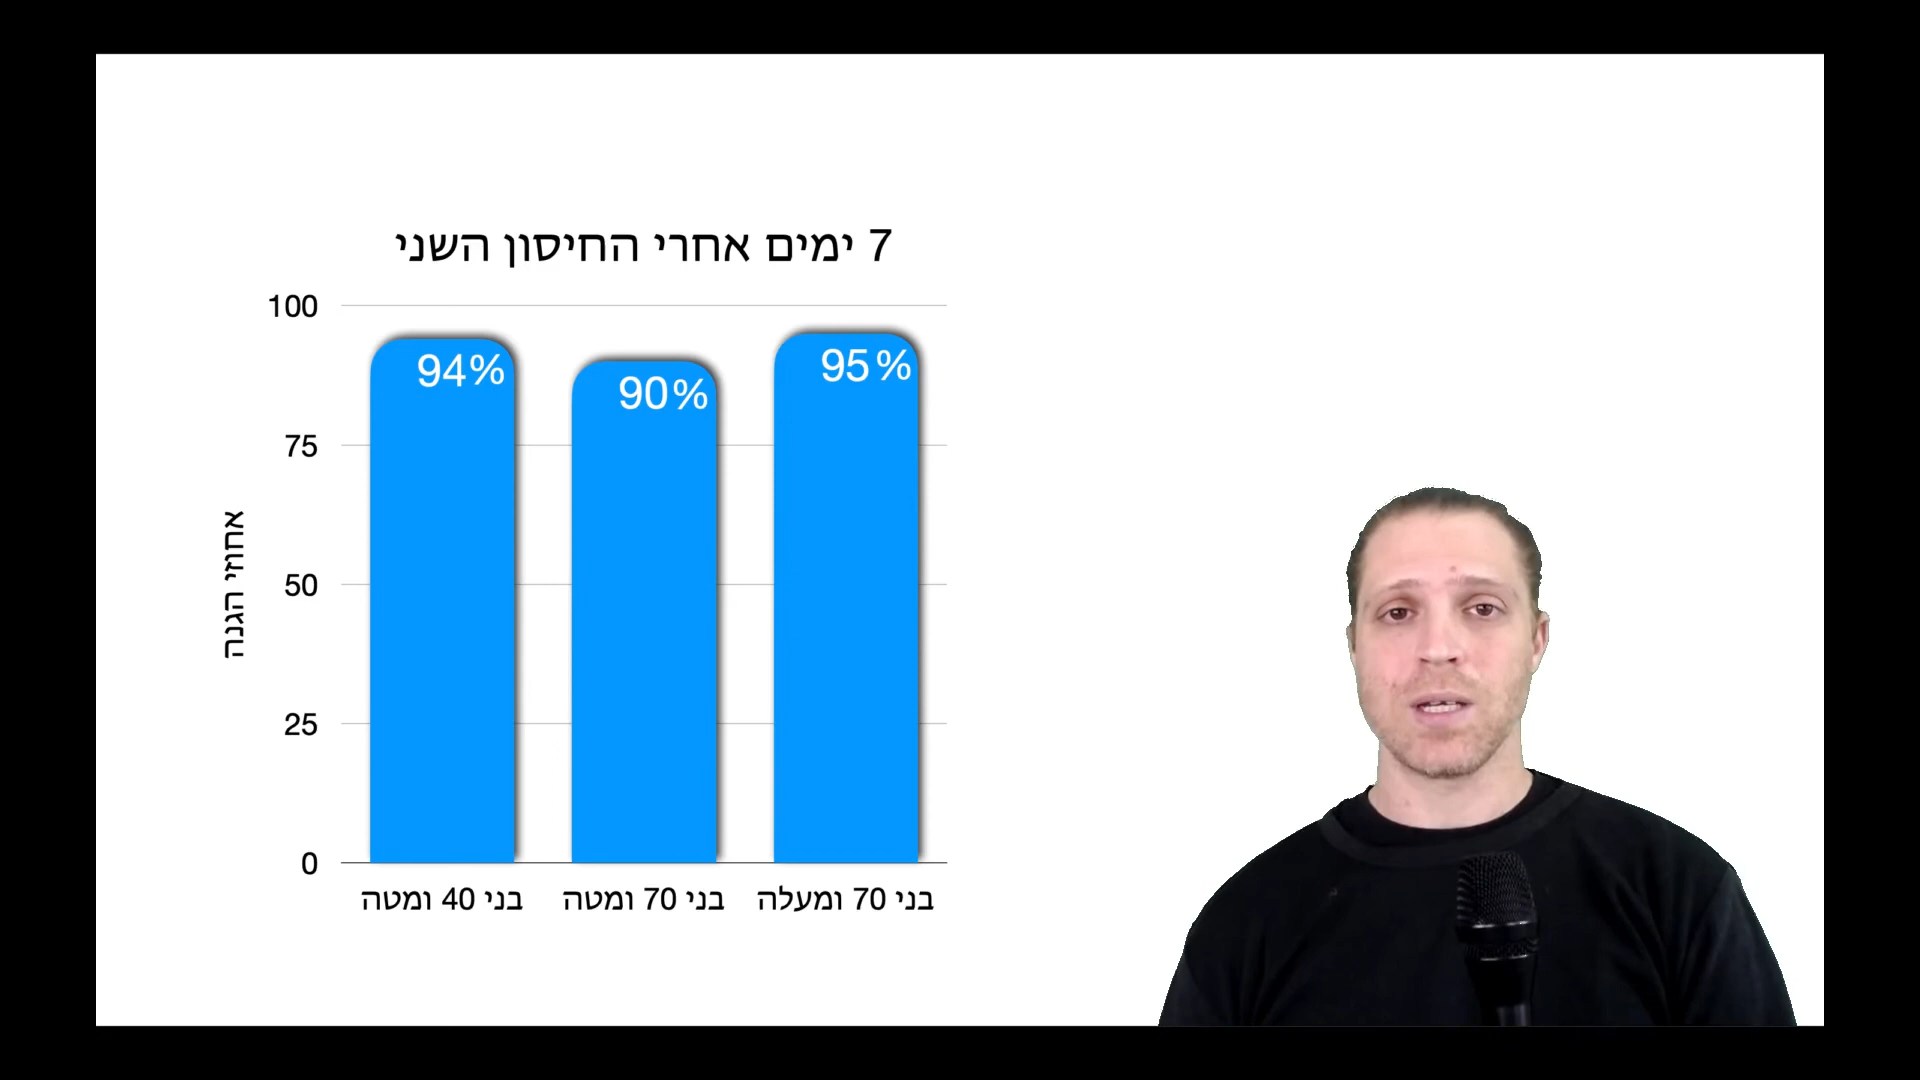 7 ימים אחרי החיסון השני
100
75
50
25
0
אחוזי הגנה
94%
90%
95%
בני 40 ומטה
בני 70 ומטה
בני 70 ומעלה